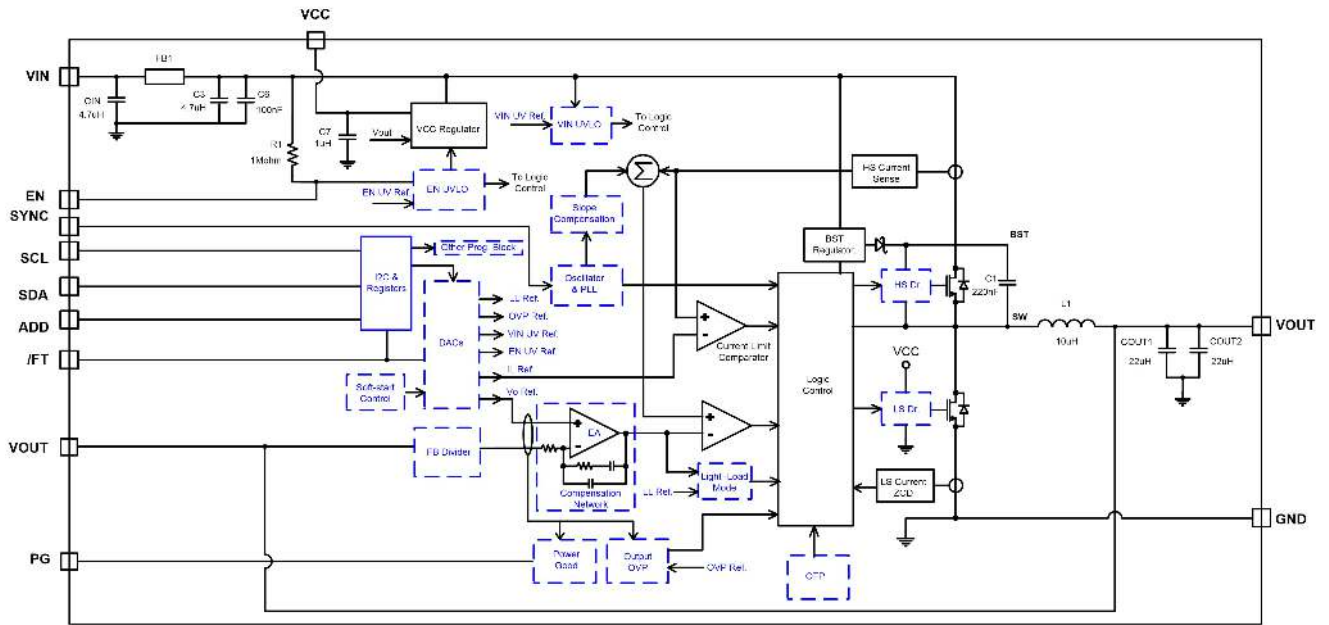 VCC
VIN
FB1
CIN
4.7uH
C3
4.7uH
C6
100nF
R1
1Mohm
C7
1uH
Vout
VCC Regulator
VIN UV Ref.
VIN UVLO
To Logic
Control
EN
EN UV Ref.
EN UVLO
To Logic
Control
Σ
HS Current
Sense
SYNC
Slope
Compensation
SCL
I2C &
Registers
Other Prog. Block
Oscillator
& PLL
BST
Regulator
BST
SDA
HS Dr.
C1
220nF
ADD
DACs
LL Ref.
OVP Ref.
VIN UV Ref.
EN UV Ref.
IL Ref.
Vo Ref.
+
-
Current Limit
Comparator
SW
L1
10uH
VOUT
COUT1
22uH
COUT2
22uH
/FT
Soft-start
Control
Logic
Control
VCC
LS Dr.
VOUT
FB Divider
+
-
EA
Compensation
Network
+
-
LL Ref.
Light-Load
Mode
LS Current
ZCD
GND
PG
Power
Good
Output
OVP
OVP Ref.
OTP